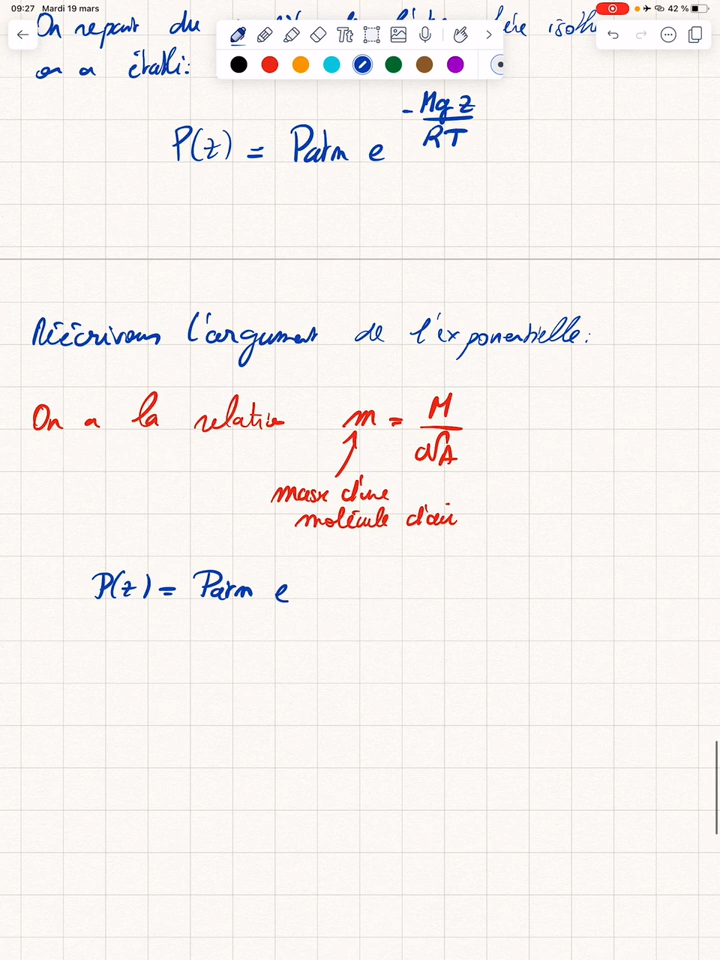 09:27 Mardi 19 mars
42 %
On repart du
on a établi:
P(z) = Patm e^(-Mgz/RT)
Tt
Réécrivons l'argument de l'exponentielle:
On a la relation m = M/𝒩A
masse d'une
molécule d'air
P(z) = Patm e